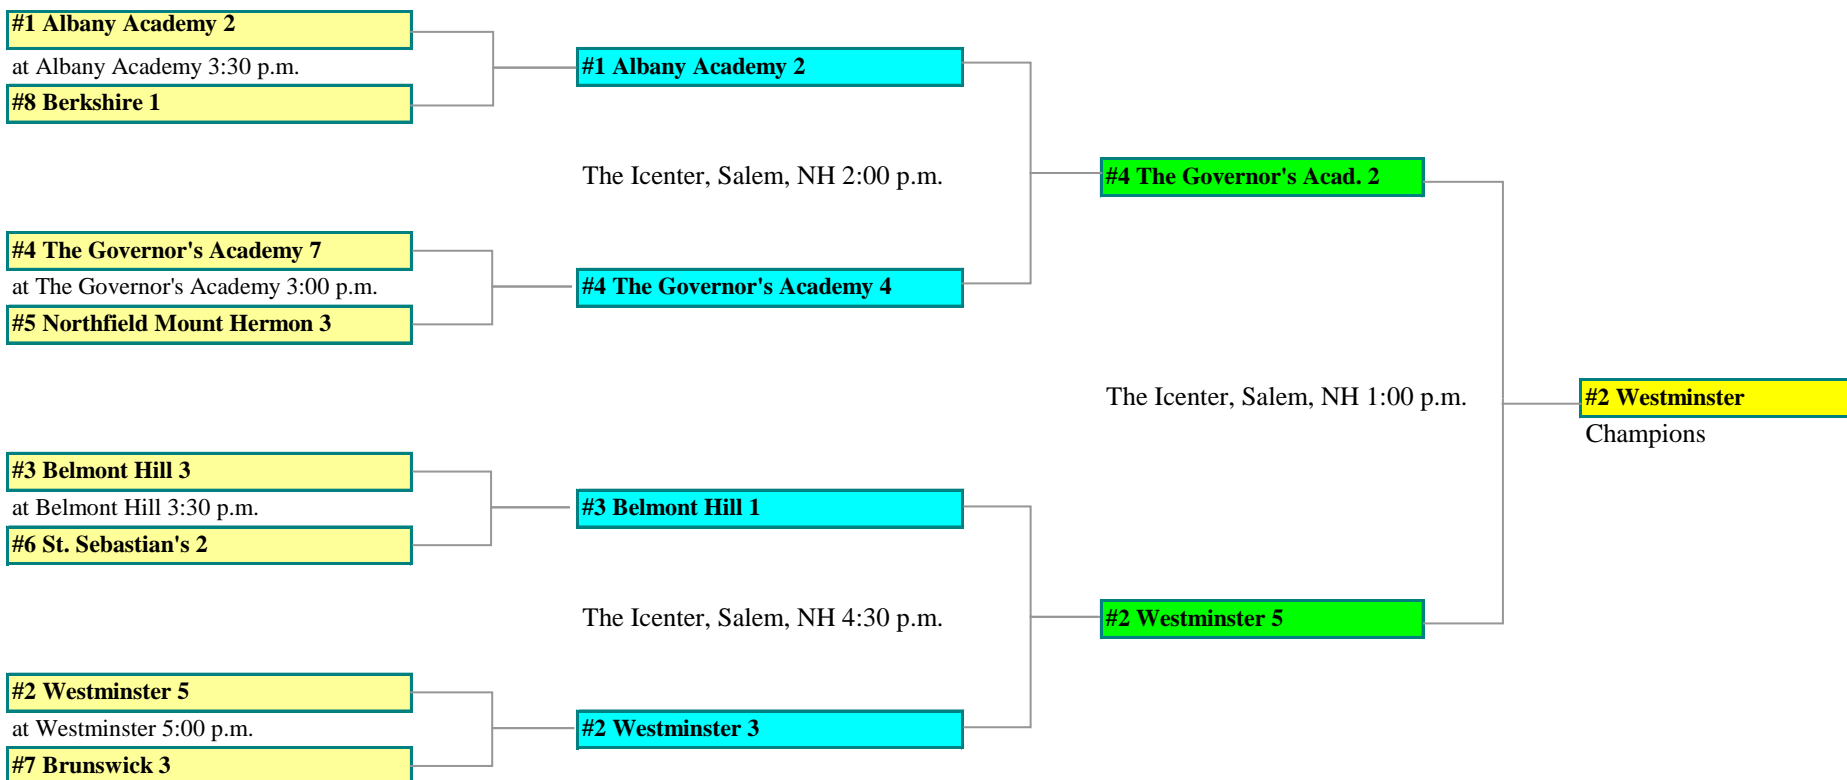 #1 Albany Academy 2
at Albany Academy 3:30 p.m.
#8 Berkshire 1
#4 The Governor's Academy 7
at The Governor's Academy 3:00 p.m.
#5 Northfield Mount Hermon 3
#3 Belmont Hill 3
at Belmont Hill 3:30 p.m.
#6 St. Sebastian's 2
#2 Westminster 5
at Westminster 5:00 p.m.
#7 Brunswick 3
#1 Albany Academy 2
The Icenter, Salem, NH 2:00 p.m.
#4 The Governor's Academy 4
#3 Belmont Hill 1
The Icenter, Salem, NH 4:30 p.m.
#2 Westminster 3
#4 The Governor's Acad. 2
The Icenter, Salem, NH 1:00 p.m.
#2 Westminster 5
#2 Westminster
Champions